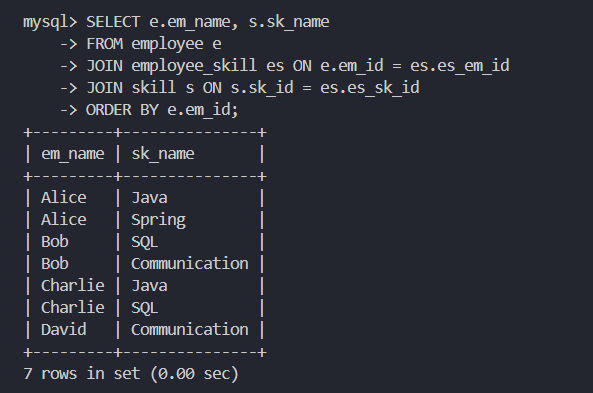 mysql> SELECT e.em_name, s.sk_name
    -> FROM employee e
    -> JOIN employee_skill es ON e.em_id = es.es_em_id
    -> JOIN skill s ON s.sk_id = es.es_sk_id
    -> ORDER BY e.em_id;
+---------+---------------+
| em_name | sk_name       |
+---------+---------------+
| Alice   | Java          |
| Alice   | Spring        |
| Bob     | SQL           |
| Bob     | Communication |
| Charlie | Java          |
| Charlie | SQL           |
| David   | Communication |
+---------+---------------+
7 rows in set (0.00 sec)